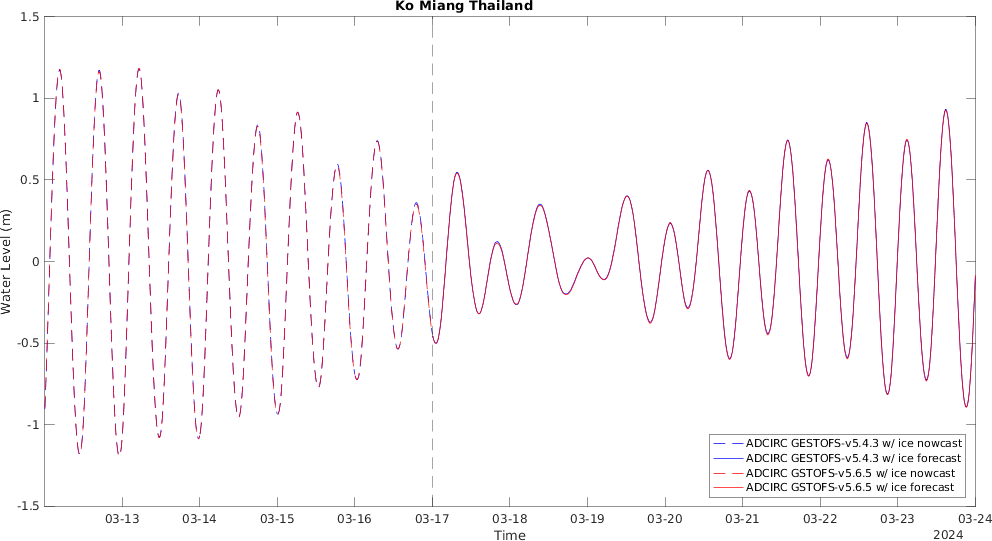 Ko Miang Thailand
1.5
1
0.5
0
-0.5
-1
-1.5
Water Level (m)
03-13 03-14 03-15 03-16 03-17 03-18 03-19 03-20 03-21 03-22 03-23 03-24
Time
2024
ADCIRC GESTOFS-v5.4.3 w/ ice nowcast
ADCIRC GESTOFS-v5.4.3 w/ ice forecast
ADCIRC GSTOFS-v5.6.5 w/ ice nowcast
ADCIRC GSTOFS-v5.6.5 w/ ice forecast